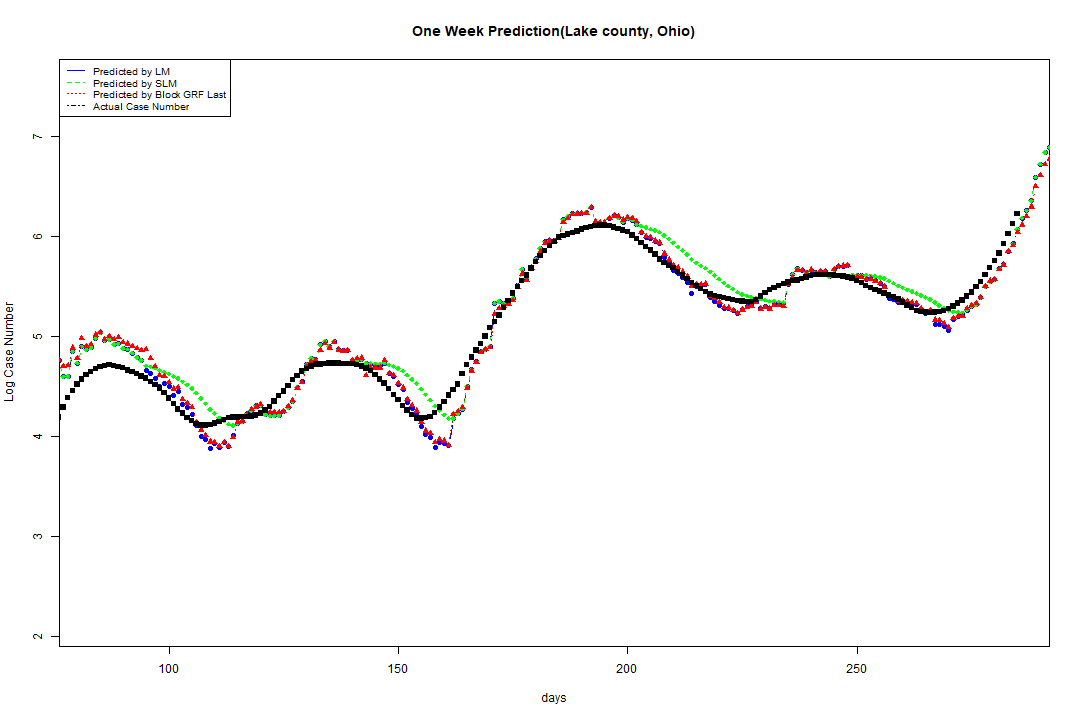 One Week Prediction(Lake county, Ohio)
Predicted by LM
Predicted by SLM
Predicted by Block GRF Last
Actual Case Number
7
6
5
4
3
2
Log Case Number
100
150
200
250
days